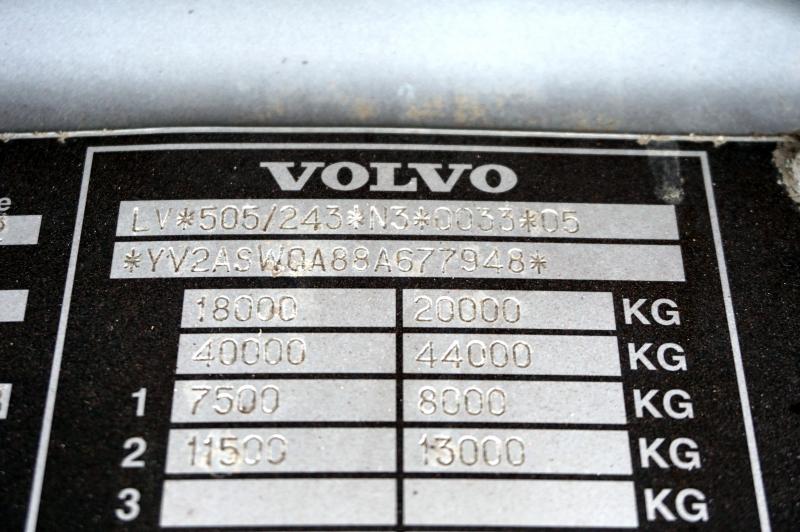 VOLVO
LV*505/243*N3*0033*05
*YV2ASW0A88A677948*
18000 20000 KG
40000 44000 KG
1 7500 8000 KG
2 11500 13000 KG
3 KG
e